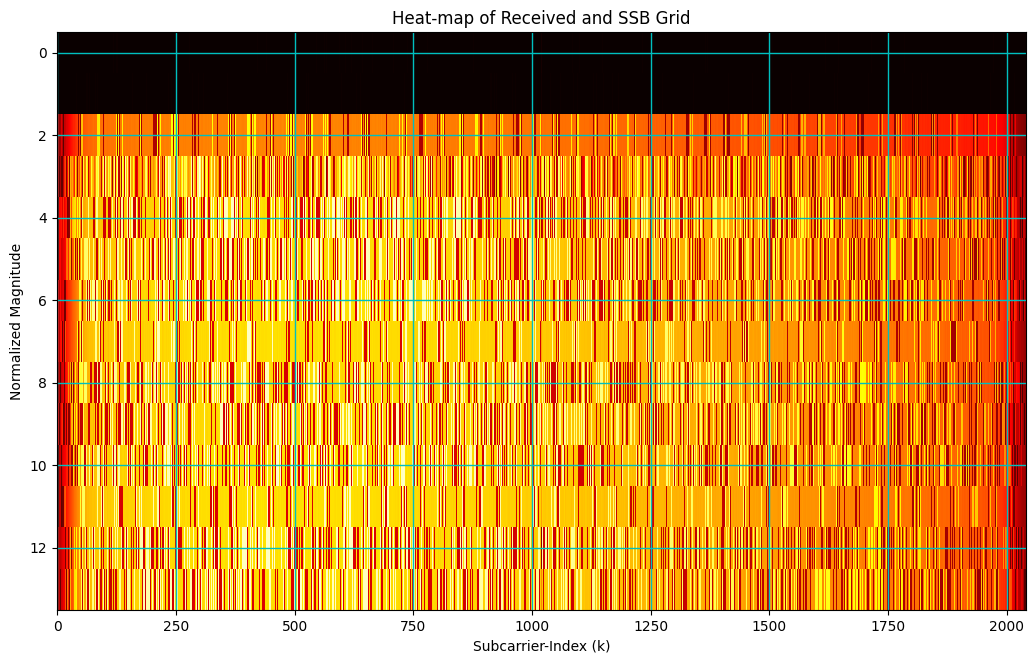 Heat-map of Received and SSB Grid
Normalized Magnitude
0
2
4
6
8
10
12
0 250 500 750 1000 1250 1500 1750 2000
Subcarrier-Index (k)